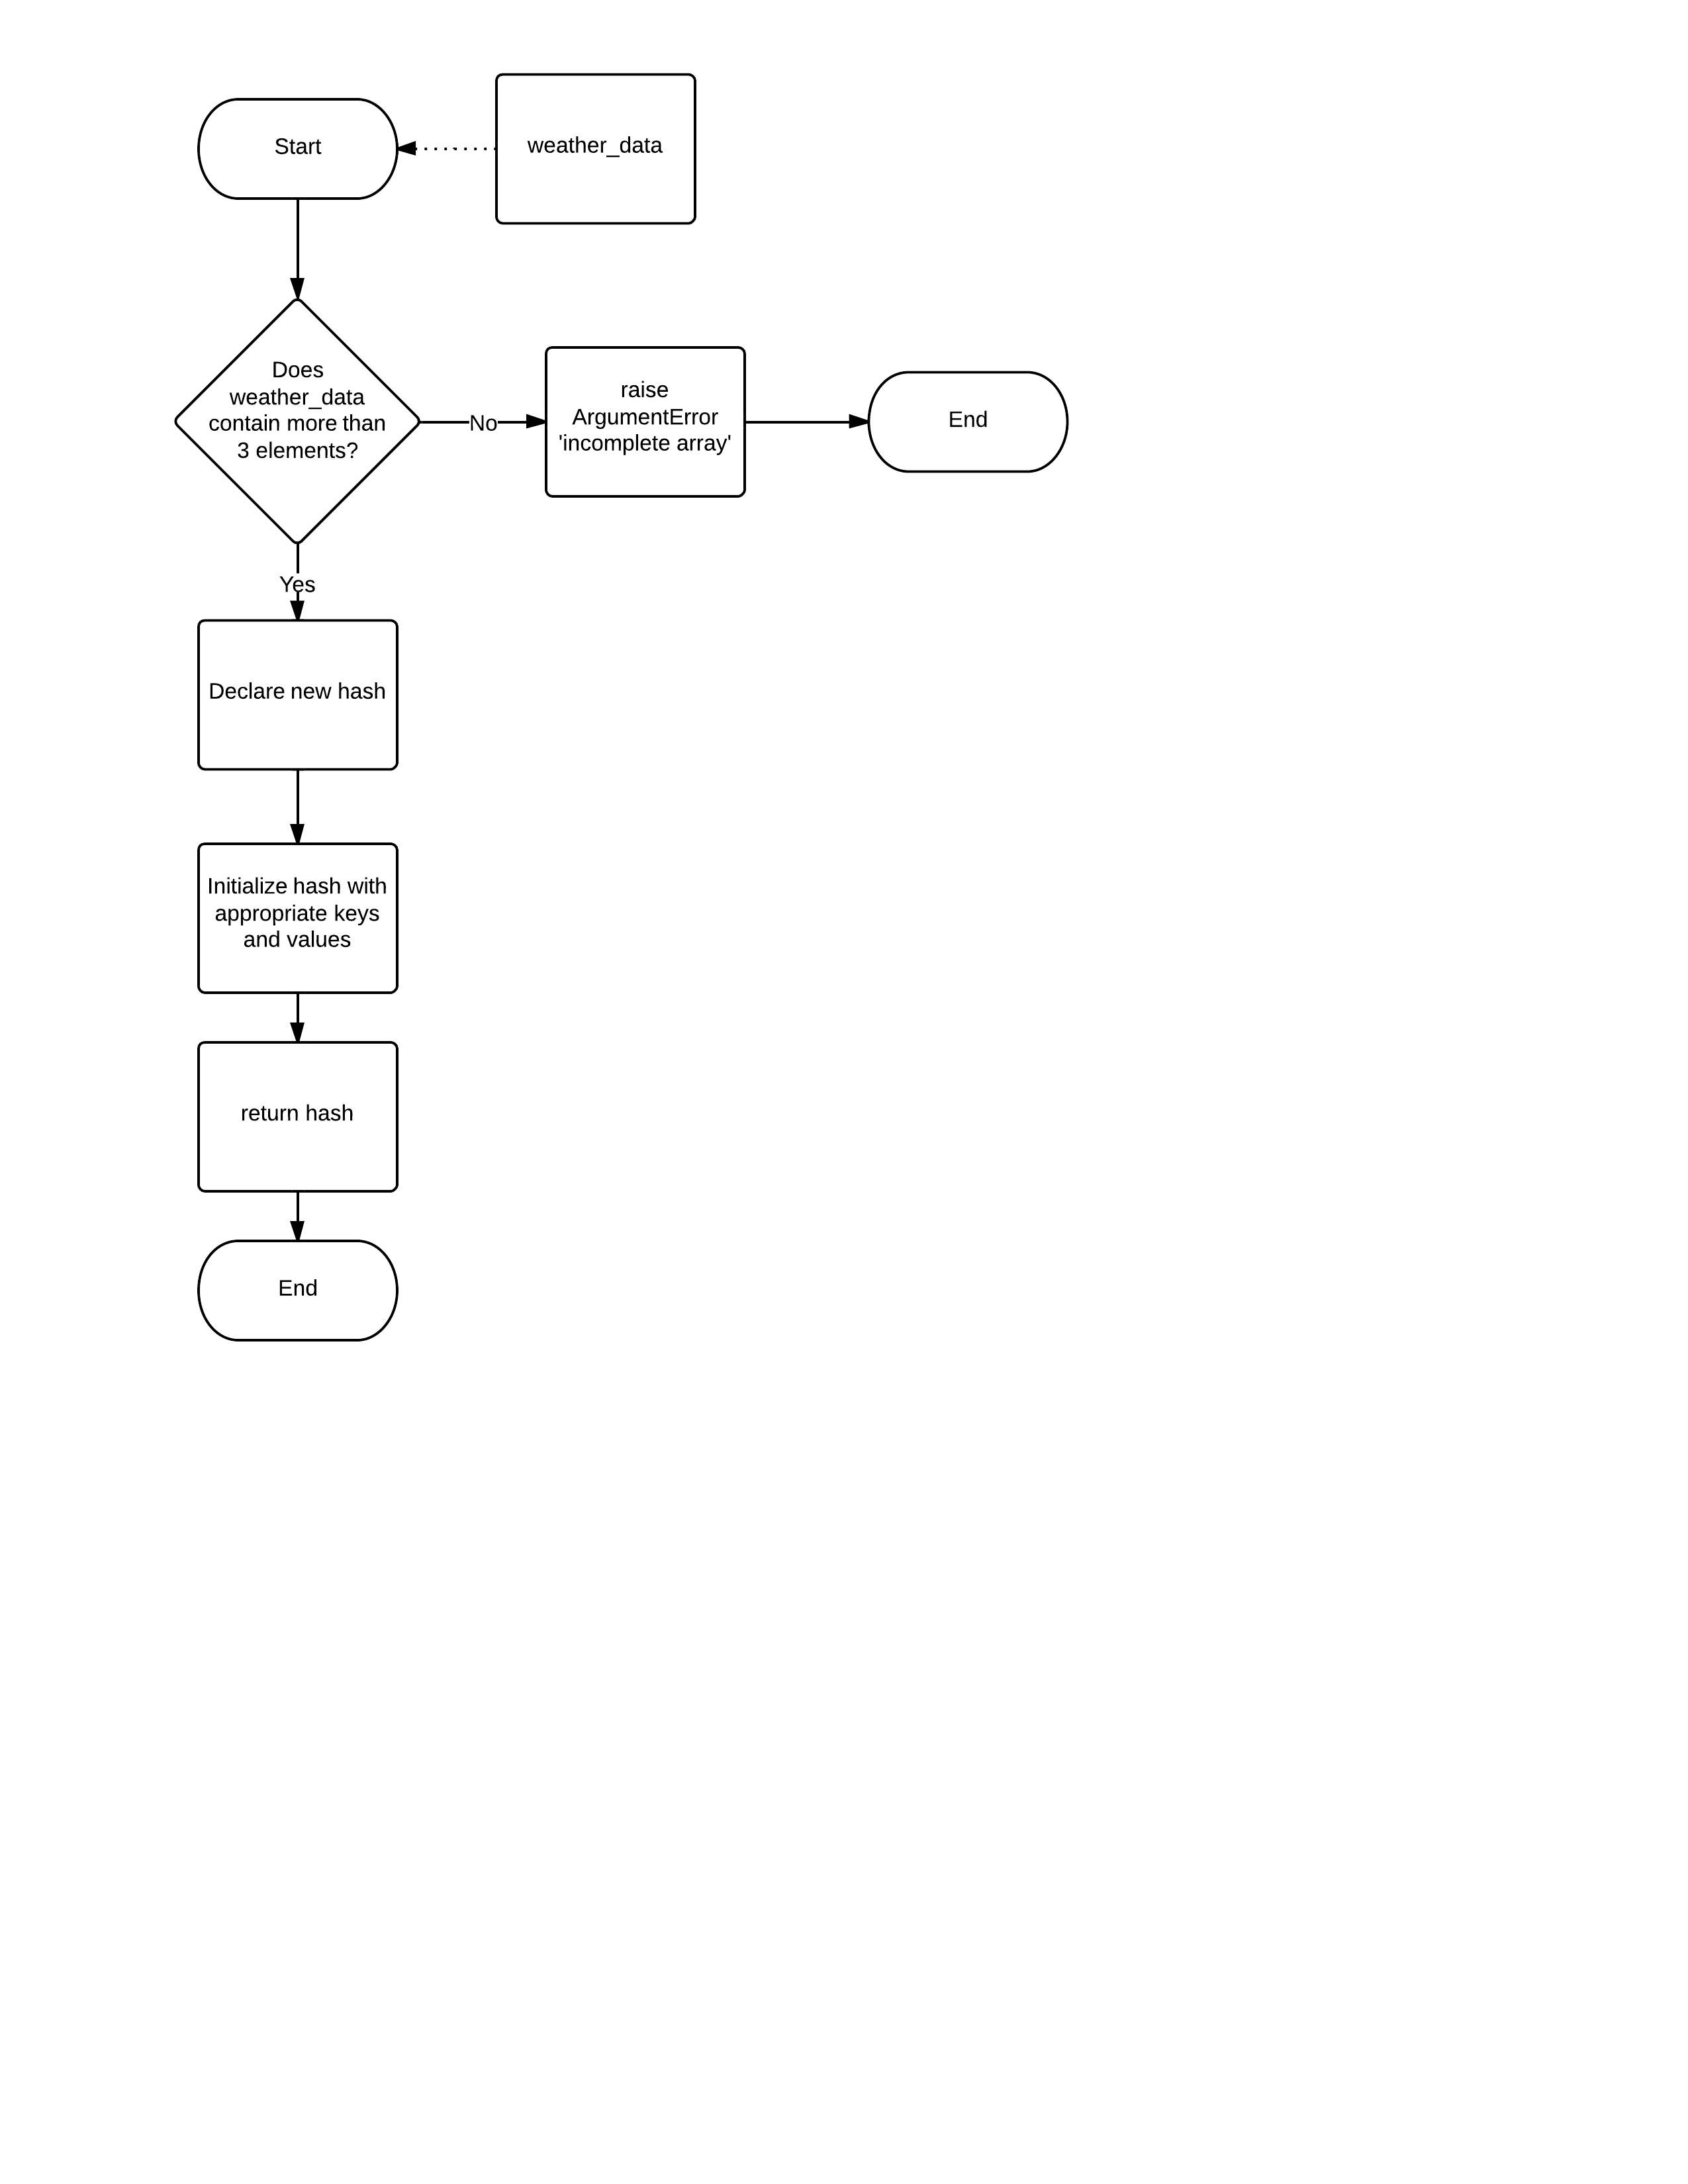 Start
weather_data
Does
weather_data
contain more than
3 elements?
No
raise
ArgumentError
'incomplete array'
End
Yes
Declare new hash
Initialize hash with
appropriate keys
and values
return hash
End